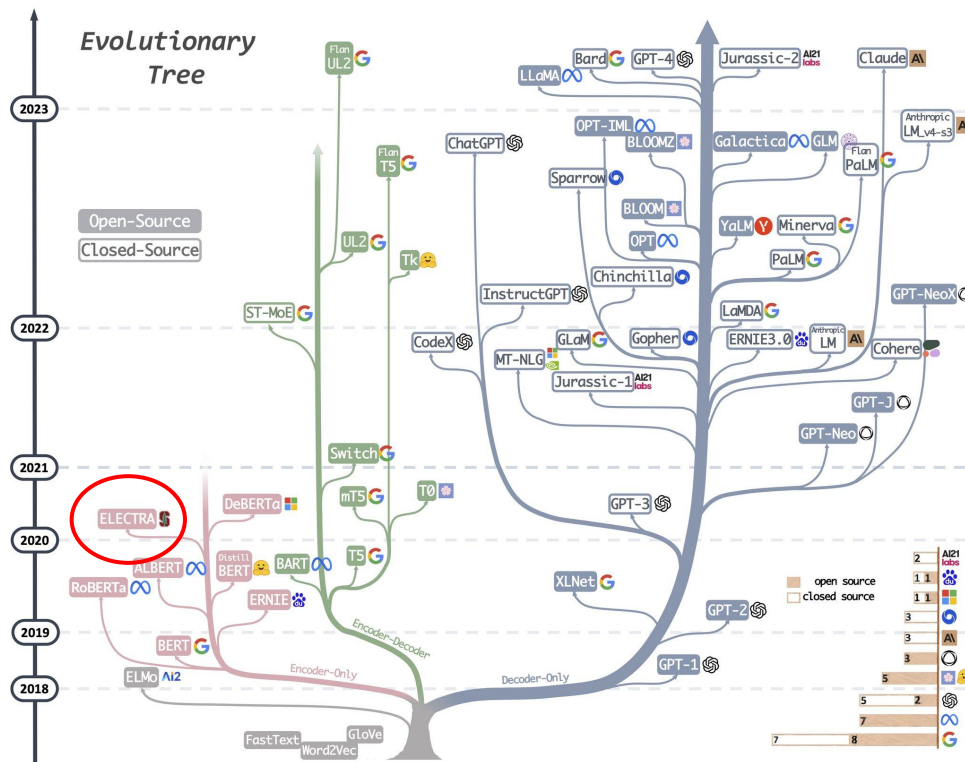 Evolutionary
Tree
2023
2022
2021
2020
2019
2018
Open-Source
Closed-Source
Flan
UL2
Flan
T5
UL2
Tk
ST-MoE
Switch
mT5
T0
T5
BART
Encoder-Decoder
DeBERTa
ELECTRA
ALBERT
Distill
BERT
RoBERTa
ERNIE
BERT
Encoder-Only
ELMo
Ai2
FastText
Word2Vec
GloVe
Bard
GPT-4
Jurassic-2
AI21
labs
Claude
A\
LLaMA
Anthropic
LM_v4-s3
ChatGPT
OPT-IML
BLOOMZ
Galactica
GLM
Flan
PaLM
Sparrow
BLOOM
YaLM
Y
Minerva
OPT
PaLM
Chinchilla
InstructGPT
GPT-NeoX
LaMDA
CodeX
GLaM
Gopher
ERNIE3.0
du
Anthropic
LM
A\
Cohere
MT-NLG
Jurassic-1
AI21
labs
GPT-J
GPT-Neo
GPT-3
XLNet
GPT-2
GPT-1
Decoder-Only
open source
closed source
2
AI21
labs
1 1
du
1 1
3
3
A\
3
5
5 2
7
7 8